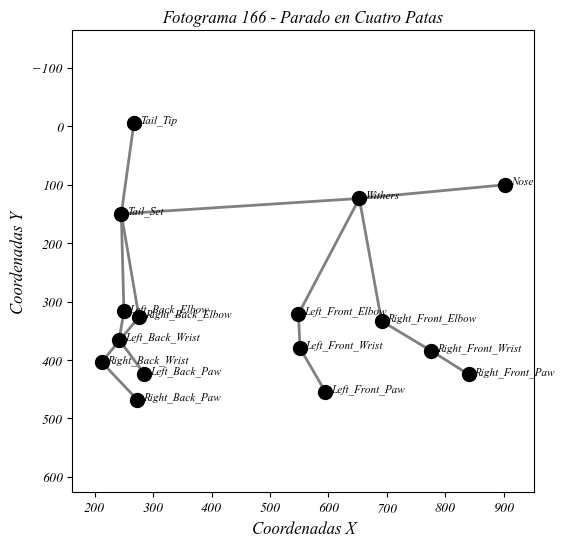 Fotograma 166 - Parado en Cuatro Patas
−100
0
100
200
300
400
500
600
Coordenadas Y
Tail_Tip
Nose
Withers
Tail_Set
Left_Back_Elbow
Right_Back_Elbow
Left_Front_Elbow
Right_Front_Elbow
Left_Back_Wrist
Left_Front_Wrist
Right_Front_Wrist
Right_Back_Wrist
Left_Back_Paw
Right_Front_Paw
Left_Front_Paw
Right_Back_Paw
200 300 400 500 600 700 800 900
Coordenadas X